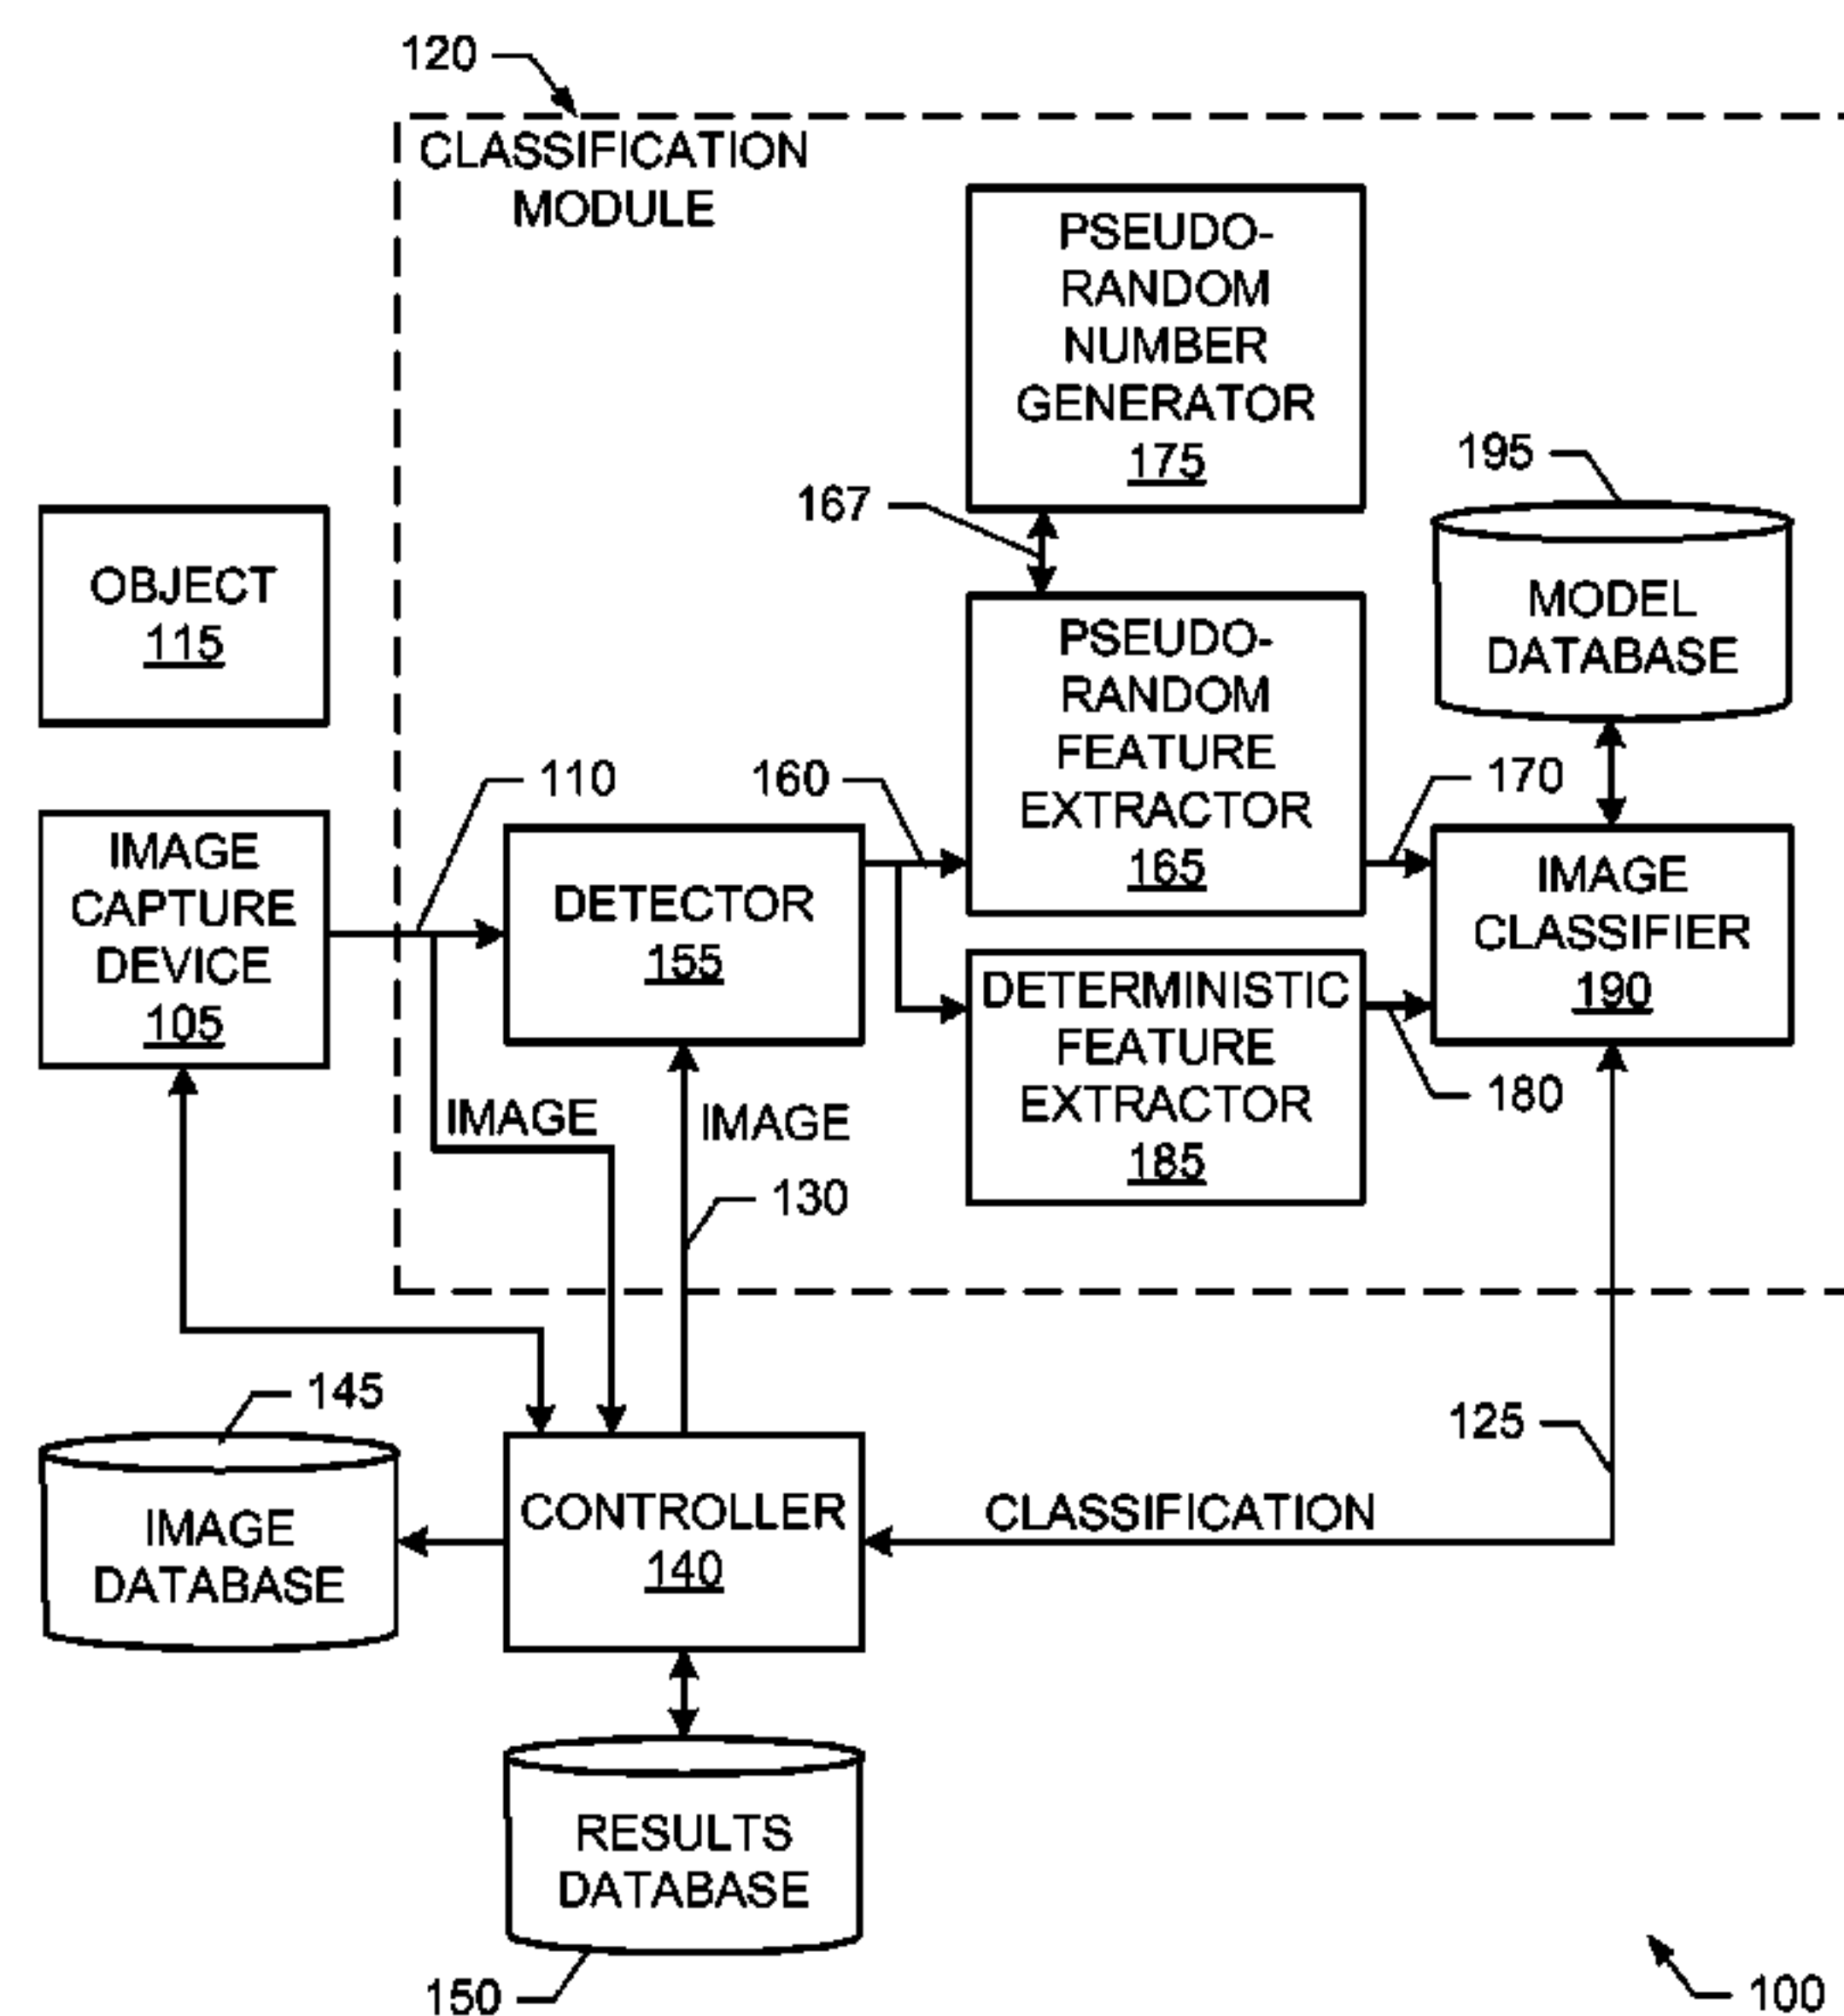 120
CLASSIFICATION
MODULE
PSEUDO-
RANDOM
NUMBER
GENERATOR
175
195
167
OBJECT
115
MODEL
DATABASE
PSEUDO-
RANDOM
FEATURE
EXTRACTOR
165
110
160
170
IMAGE
CAPTURE
DEVICE
105
DETECTOR
155
IMAGE
CLASSIFIER
190
DETERMINISTIC
FEATURE
EXTRACTOR
185
180
IMAGE
IMAGE
130
145
125
IMAGE
DATABASE
CONTROLLER
140
CLASSIFICATION
RESULTS
DATABASE
150
100